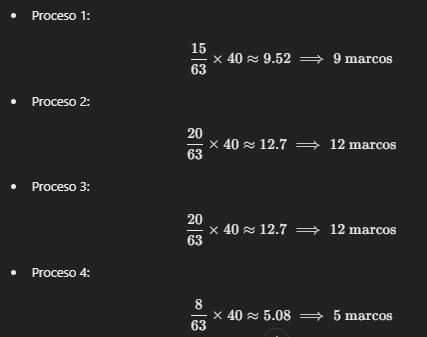 • Proceso 1:
15/63 × 40 ≈ 9.52 ⟹ 9 marcos
• Proceso 2:
20/63 × 40 ≈ 12.7 ⟹ 12 marcos
• Proceso 3:
20/63 × 40 ≈ 12.7 ⟹ 12 marcos
• Proceso 4:
8/63 × 40 ≈ 5.08 ⟹ 5 marcos